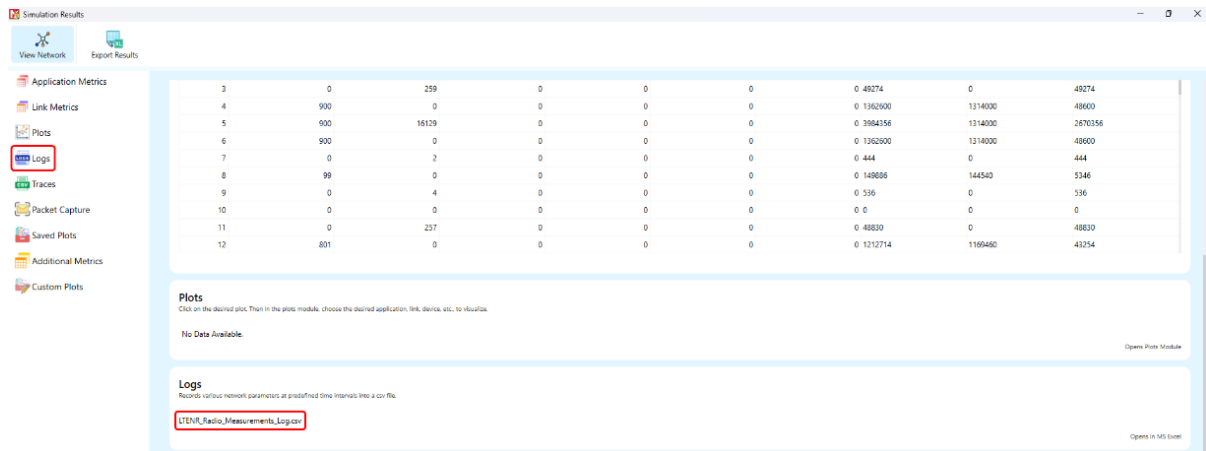 Simulation Results
View Network
Export Results
Application Metrics
Link Metrics
Plots
Logs
Traces
Packet Capture
Saved Plots
Additional Metrics
Custom Plots
3 0 259 0 0 0 0 49274 0 49274
4 900 0 0 0 0 0 1362600 1314000 48600
5 900 16129 0 0 0 0 3984356 1314000 2670356
6 900 0 0 0 0 0 1362600 1314000 48600
7 0 2 0 0 0 0 444 0 444
8 99 0 0 0 0 0 149886 144540 5346
9 0 4 0 0 0 0 536 0 536
10 0 0 0 0 0 0 0 0 0
11 0 257 0 0 0 0 48830 0 48830
12 801 0 0 0 0 0 1212714 1169460 43254
Plots
Click on the desired plot. Then in the plots module, choose the desired application, link, device, etc., to visualize.
No Data Available.
Opens Plots Module
Logs
Records various network parameters at predefined time intervals into a csv file.
LTENR_Radio_Measurements_Log.csv
Opens in MS Excel